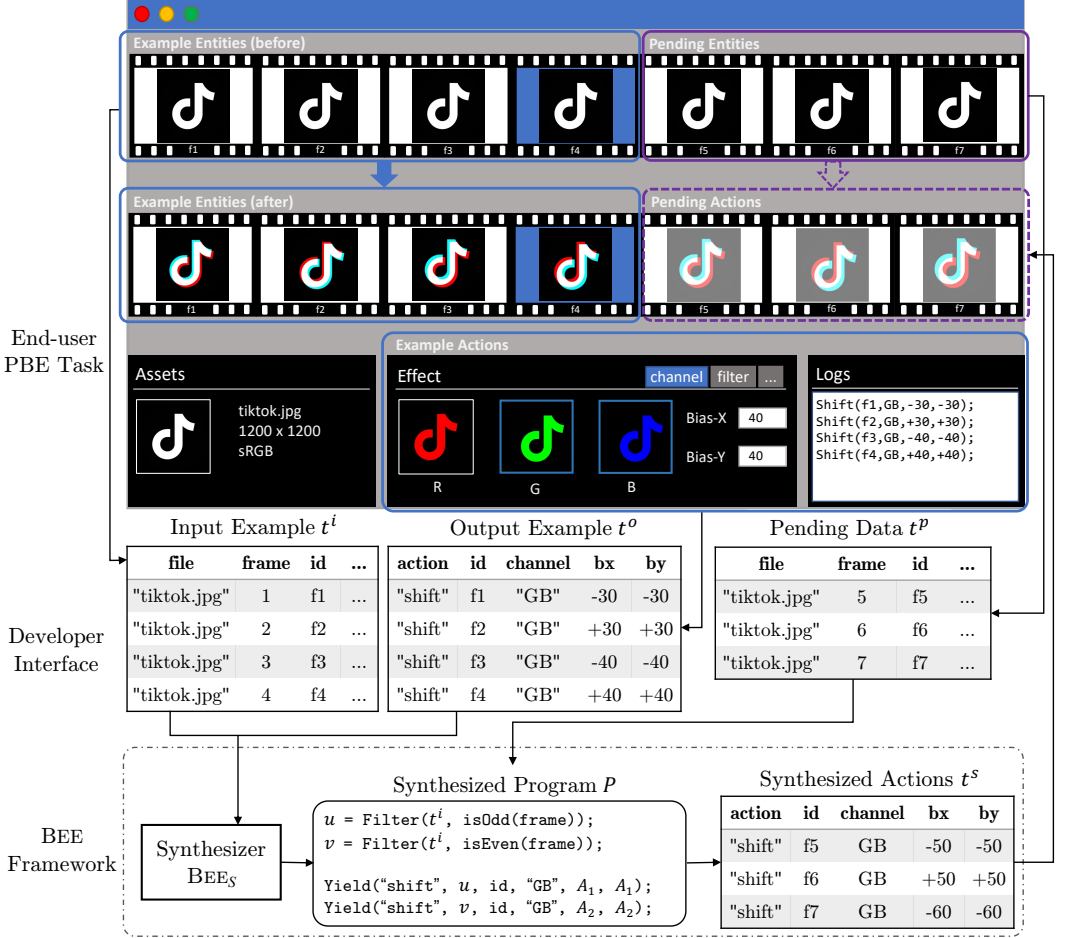 Example Entities (before)
Pending Entities
f1 f2 f3 f4 f5 f6 f7
Example Entities (after)
Pending Actions
f1 f2 f3 f4 f5 f6 f7
End-user
PBE Task
Example Actions
Assets
tiktok.jpg
1200 x 1200
sRGB
Effect
channel filter ...
R G B
Bias-X 40
Bias-Y 40
Logs
Shift(f1,GB,-30,-30);
Shift(f2,GB,+30,+30);
Shift(f3,GB,-40,-40);
Shift(f4,GB,+40,+40);
Developer
Interface
Input Example tⁱ
file frame id ...
"tiktok.jpg" 1 f1 ...
"tiktok.jpg" 2 f2 ...
"tiktok.jpg" 3 f3 ...
"tiktok.jpg" 4 f4 ...
Output Example tᵒ
action id channel bx by
"shift" f1 "GB" -30 -30
"shift" f2 "GB" +30 +30
"shift" f3 "GB" -40 -40
"shift" f4 "GB" +40 +40
Pending Data tᵖ
file frame id ...
"tiktok.jpg" 5 f5 ...
"tiktok.jpg" 6 f6 ...
"tiktok.jpg" 7 f7 ...
BEE
Framework
Synthesizer
BEE_S
Synthesized Program P
u = Filter(tⁱ, isOdd(frame));
v = Filter(tⁱ, isEven(frame));
Yield(“shift”, u, id, “GB”, A₁, A₁);
Yield(“shift”, v, id, “GB”, A₂, A₂);
Synthesized Actions tˢ
action id channel bx by
"shift" f5 GB -50 -50
"shift" f6 GB +50 +50
"shift" f7 GB -60 -60